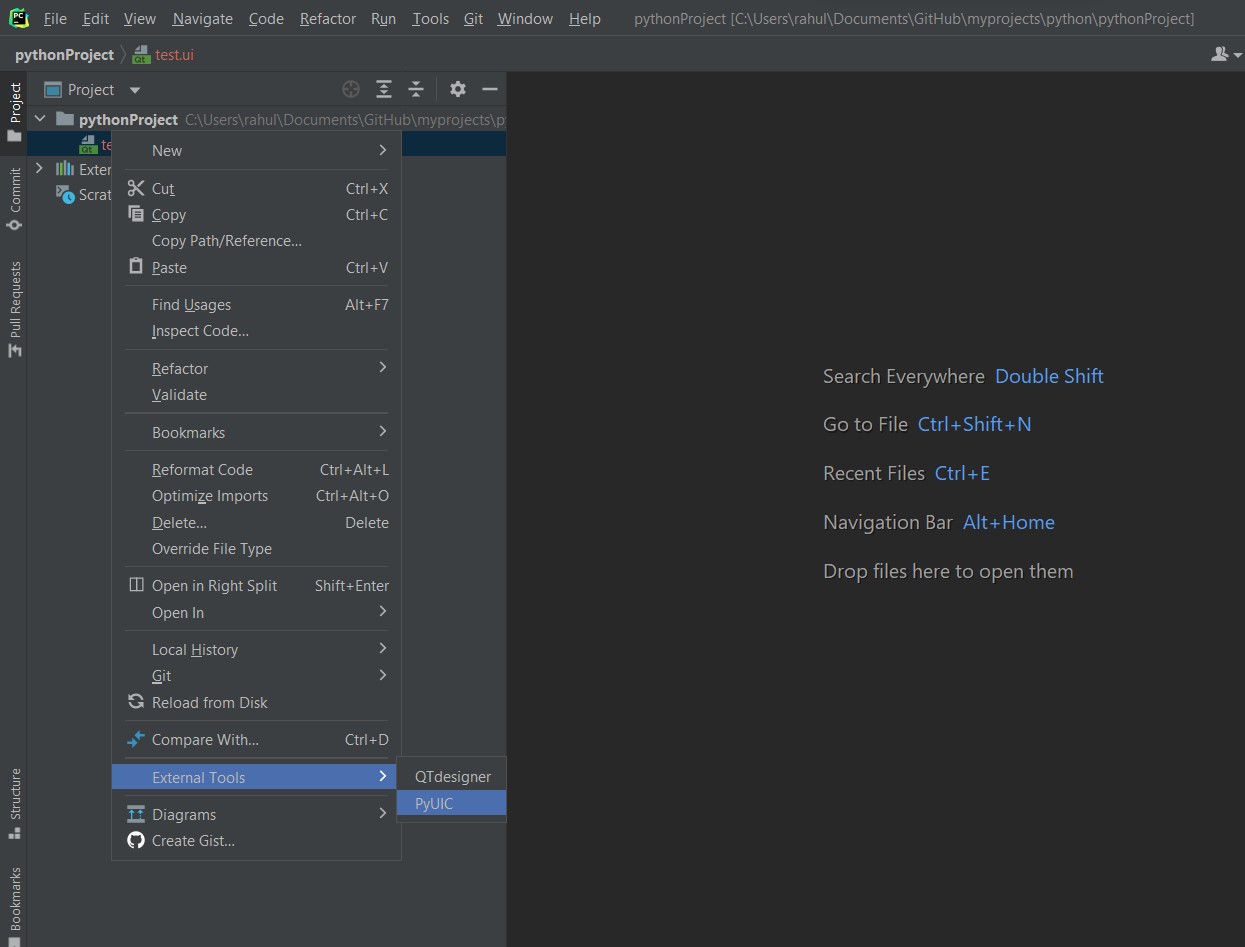 PC File Edit View Navigate Code Refactor Run Tools Git Window Help pythonProject [C:\Users\rahul\Documents\GitHub\myprojects\python\pythonProject]
pythonProject Qt test.ui
Project
pythonProject C:\Users\rahul\Documents\GitHub\myprojects\p
Qt te
Exter
Scrat
New
Cut Ctrl+X
Copy Ctrl+C
Copy Path/Reference...
Paste Ctrl+V
Find Usages Alt+F7
Inspect Code...
Refactor
Validate
Bookmarks
Reformat Code Ctrl+Alt+L
Optimize Imports Ctrl+Alt+O
Delete... Delete
Override File Type
Open in Right Split Shift+Enter
Open In
Local History
Git
Reload from Disk
Compare With... Ctrl+D
External Tools
Diagrams
Create Gist...
QTdesigner
PyUIC
Search Everywhere Double Shift
Go to File Ctrl+Shift+N
Recent Files Ctrl+E
Navigation Bar Alt+Home
Drop files here to open them
Project
Commit
Pull Requests
Structure
Bookmarks